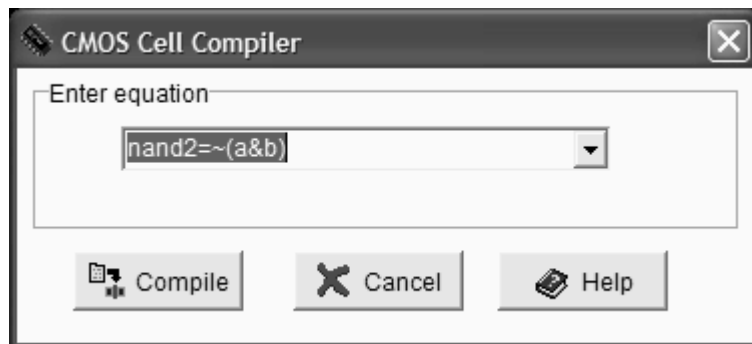 CMOS Cell Compiler
Enter equation
nand2=~(a&b)
Compile Cancel Help